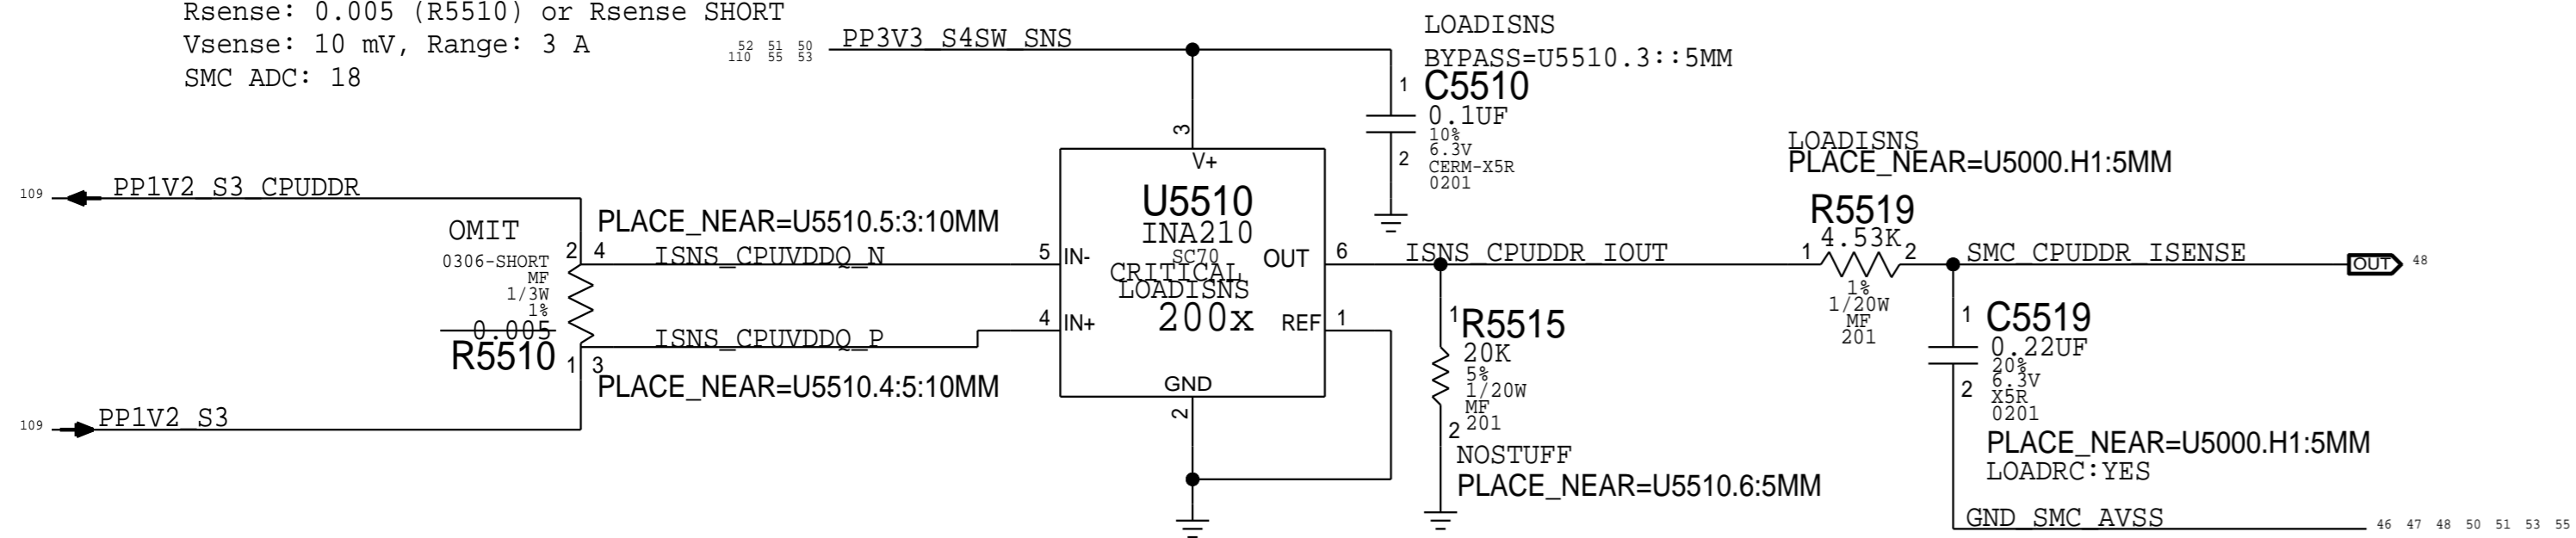 Rsense: 0.005 (R5510) or Rsense SHORT
Vsense: 10 mV, Range: 3 A
SMC ADC: 18
52 51 50
110 55 53
PP3V3_S4SW_SNS
LOADISNS
BYPASS=U5510.3::5MM
1
C5510
0.1UF
10%
6.3V
CERM-X5R
0201
2
3
V+
U5510
INA210
SC70
CRITICAL
LOADISNS
200x
5
IN-
4
IN+
OUT
6
REF
1
GND
2
109
PP1V2_S3_CPUDDR
OMIT
0306-SHORT
MF
1/3W
1%
0.005
R5510
2 4
1 3
PLACE_NEAR=U5510.5:3:10MM
ISNS_CPUVDDQ_N
ISNS_CPUVDDQ_P
PLACE_NEAR=U5510.4:5:10MM
109
PP1V2_S3
ISNS_CPUDDR_IOUT
1
R5515
20K
5%
1/20W
MF
201
2
NOSTUFF
PLACE_NEAR=U5510.6:5MM
LOADISNS
PLACE_NEAR=U5000.H1:5MM
R5519
1
4.53K
2
1%
1/20W
MF
201
SMC_CPUDDR_ISENSE
OUT
48
1
C5519
0.22UF
20%
6.3V
X5R
0201
2
PLACE_NEAR=U5000.H1:5MM
LOADRC:YES
GND_SMC_AVSS
46 47 48 50 51 53 55